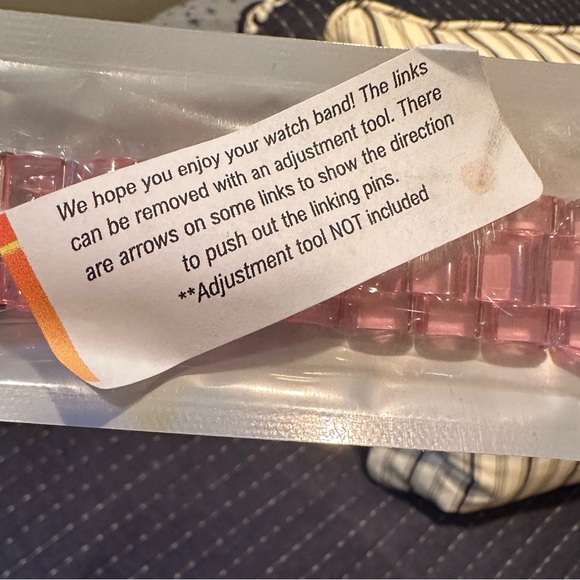 We hope you enjoy your watch band! The links
can be removed with an adjustment tool. There
are arrows on some links to show the direction
to push out the linking pins.
**Adjustment tool NOT included